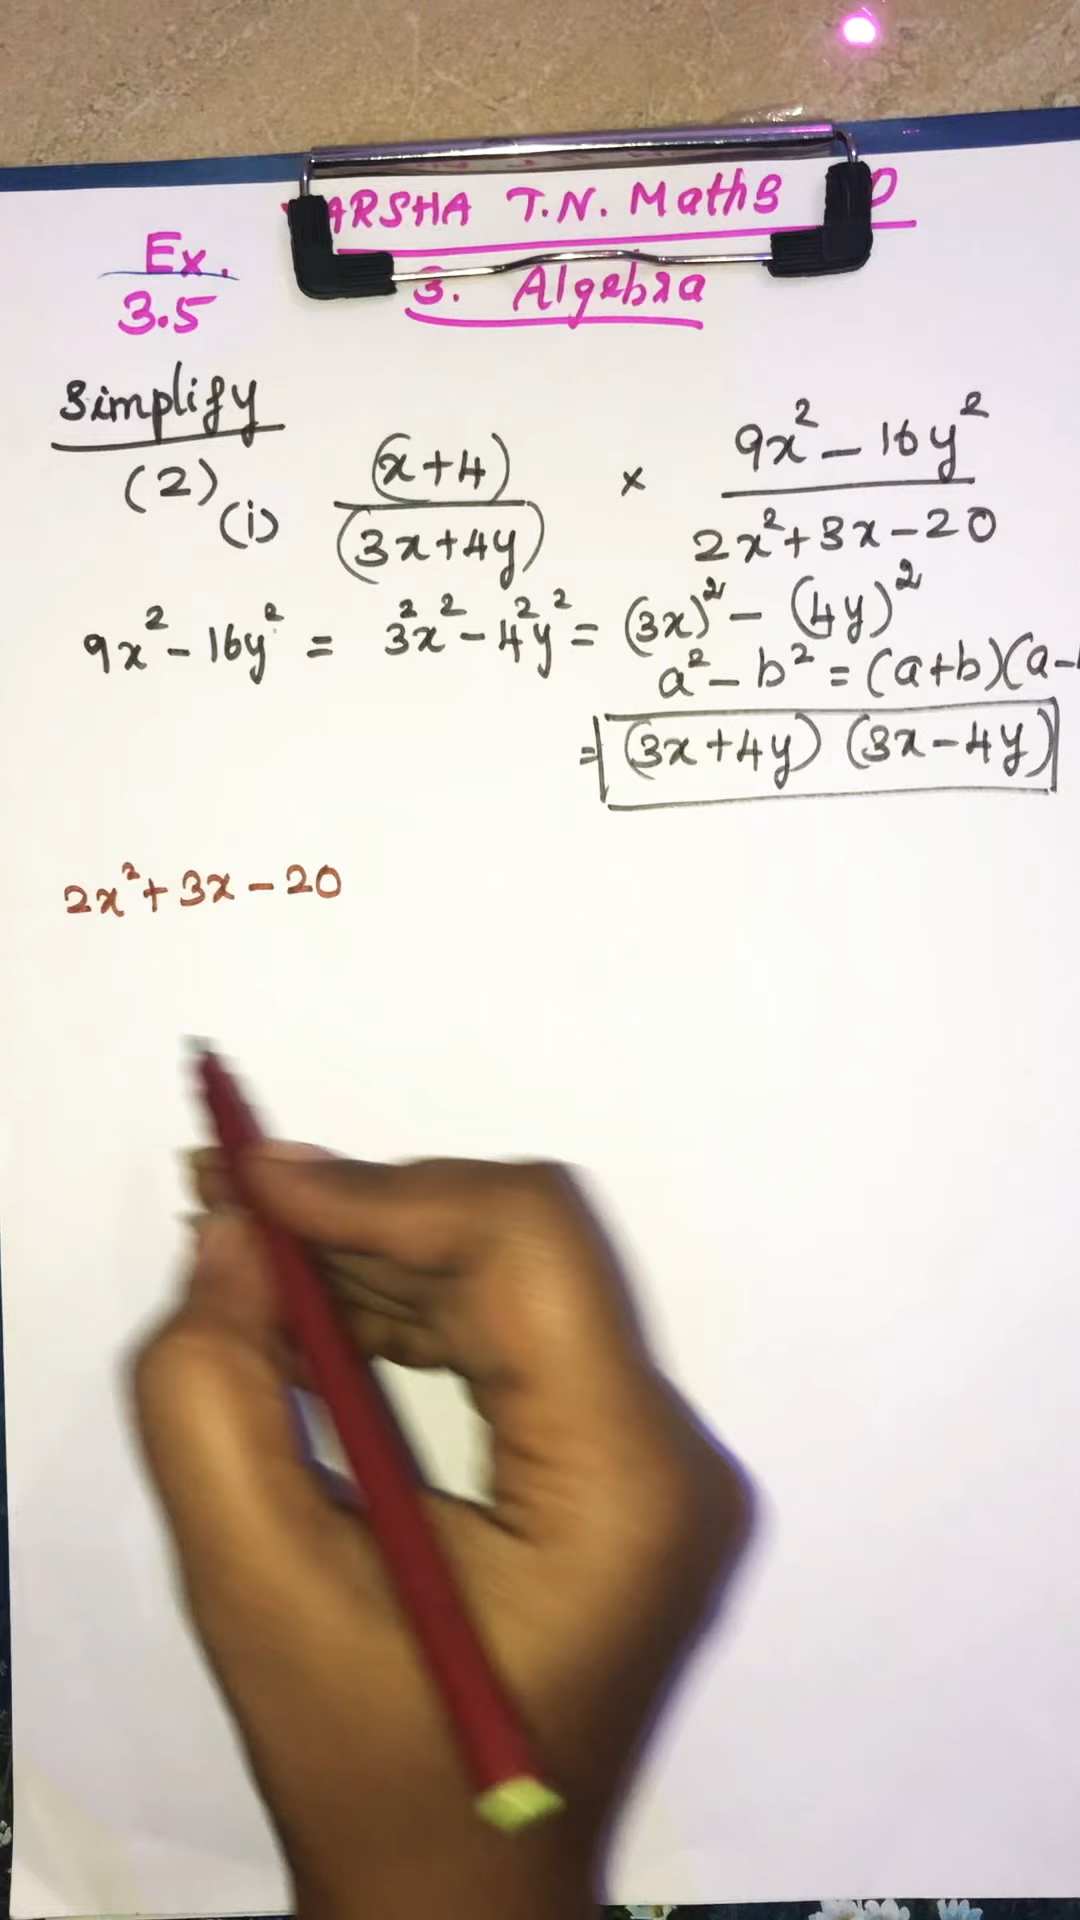 ARSHA T.N. Maths
Ex.
3.5
3. Algebra
Simplify
(2) (i) (x+4)/(3x+4y) × 9x²-16y²/2x²+3x-20
9x²-16y² = 3²x²-4²y² = (3x)²-(4y)²
a²-b² = (a+b)(a-
= (3x+4y) (3x-4y)
2x²+3x-20